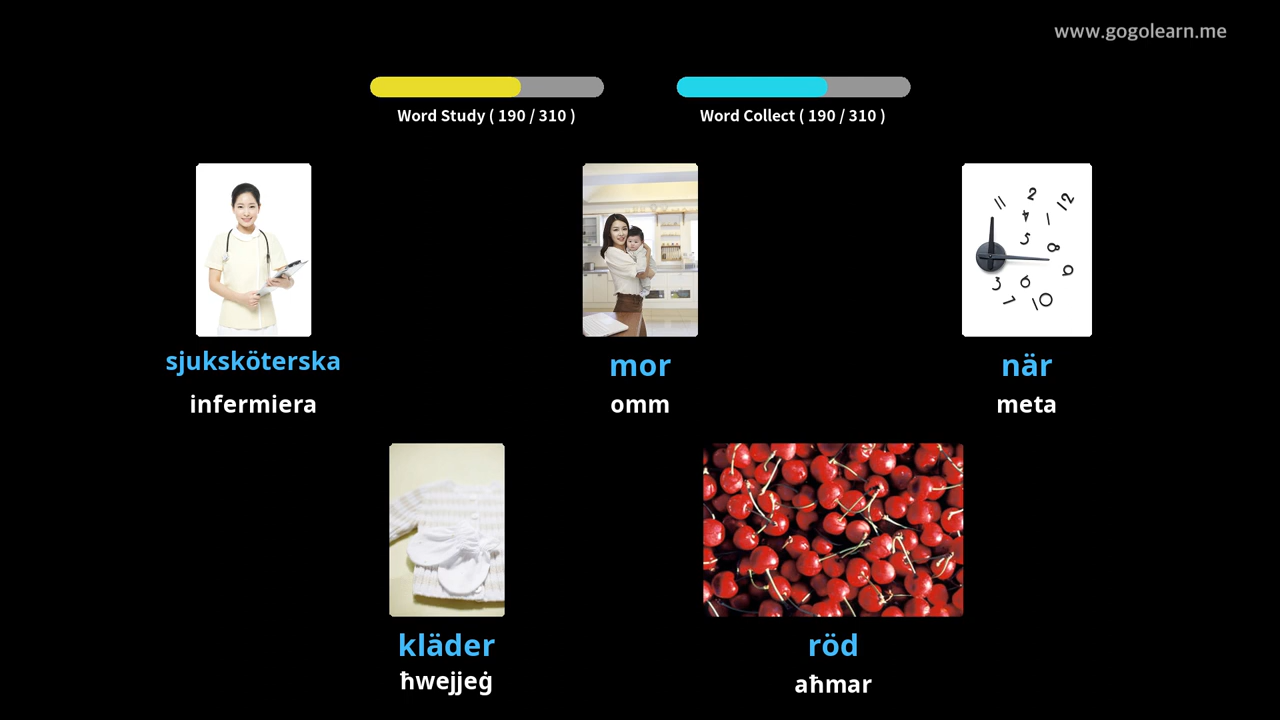 www.gogolearn.me
Word Study ( 190 / 310 )
Word Collect ( 190 / 310 )
sjuksköterska
infermiera
mor
omm
när
meta
kläder
ħwejjeġ
röd
aħmar